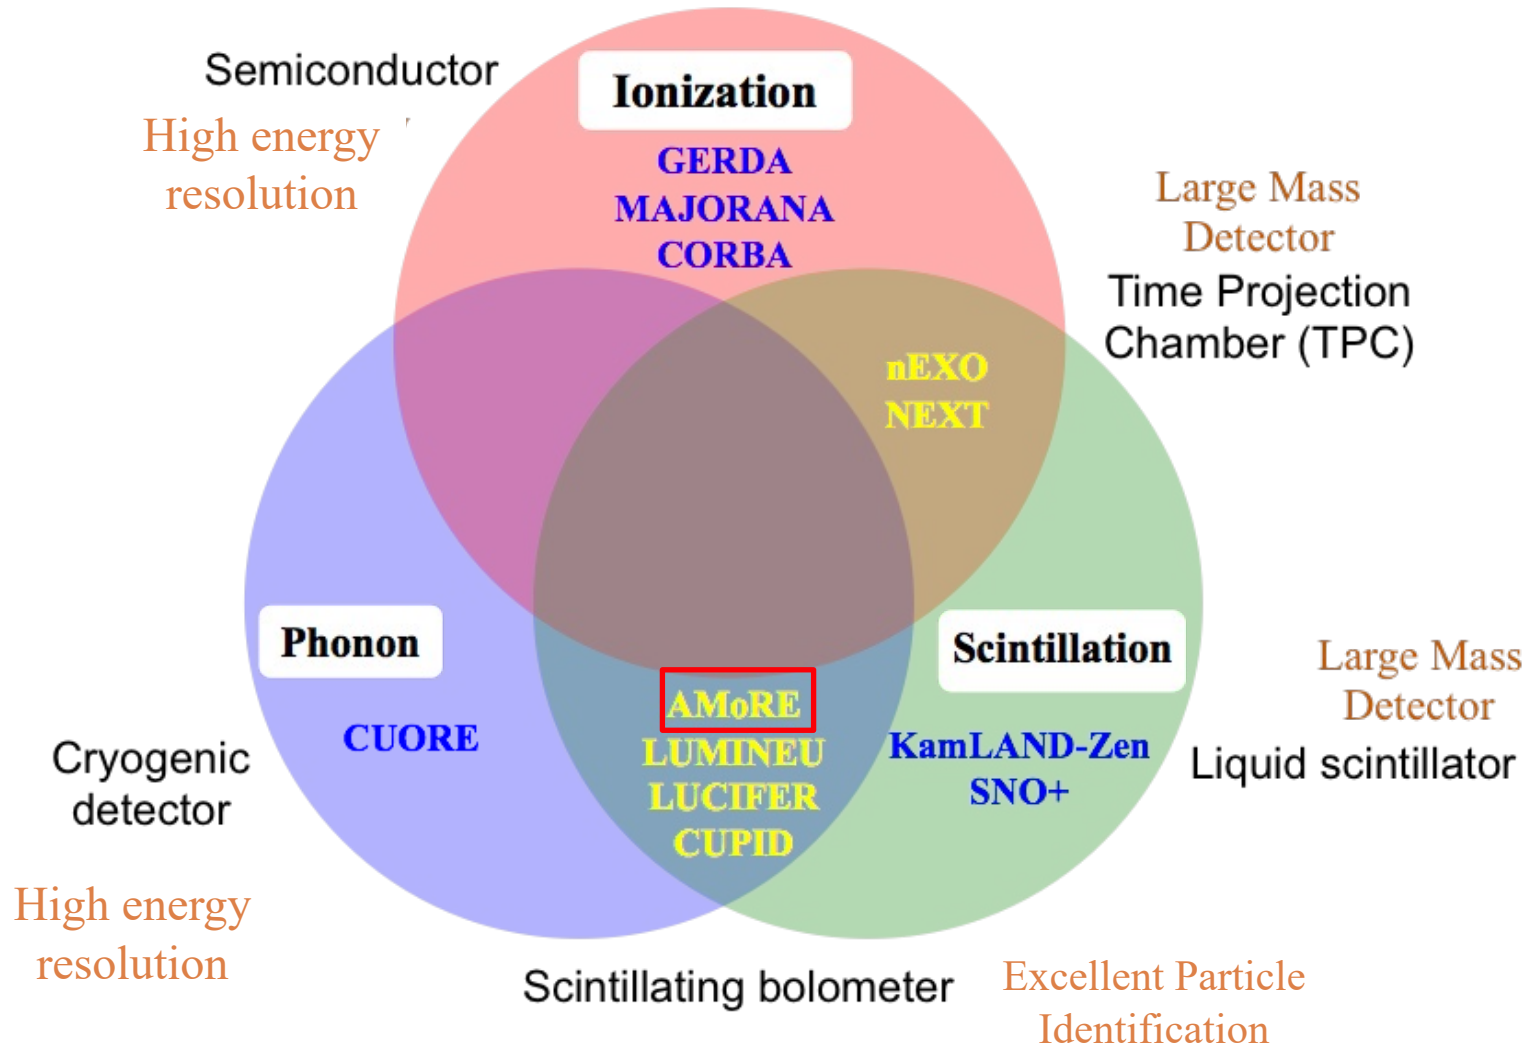 Semiconductor
High energy
resolution
Ionization
GERDA
MAJORANA
CORBA
Large Mass
Detector
Time Projection
Chamber (TPC)
nEXO
NEXT
Phonon
CUORE
Cryogenic
detector
High energy
resolution
AMoRE
LUMINEU
LUCIFER
CUPID
Scintillating bolometer
Excellent Particle
Identification
Scintillation
KamLAND-Zen
SNO+
Large Mass
Detector
Liquid scintillator